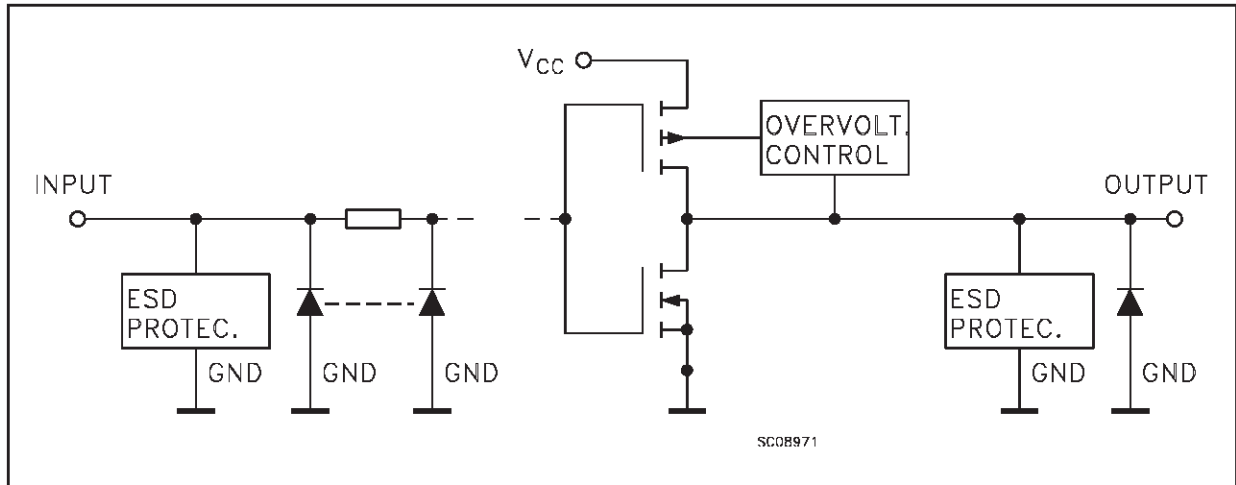 VCC
OVERVOLT.
CONTROL
INPUT
OUTPUT
ESD
PROTEC.
GND
GND
GND
ESD
PROTEC.
GND
GND
SC08971